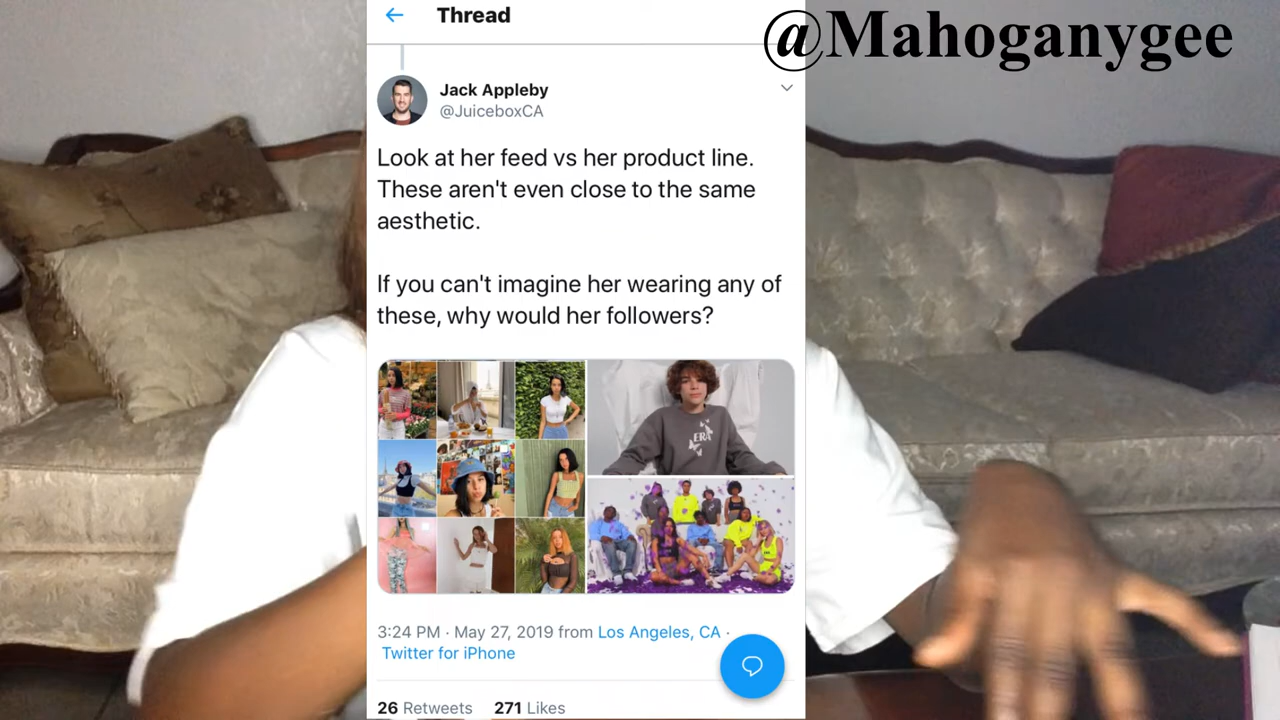 @Mahoganygee
Thread
Jack Appleby
@JuiceboxCA
Look at her feed vs her product line.
These aren't even close to the same
aesthetic.
If you can't imagine her wearing any of
these, why would her followers?
ERA
3:24 PM · May 27, 2019 from Los Angeles, CA ·
Twitter for iPhone
26 Retweets 271 Likes